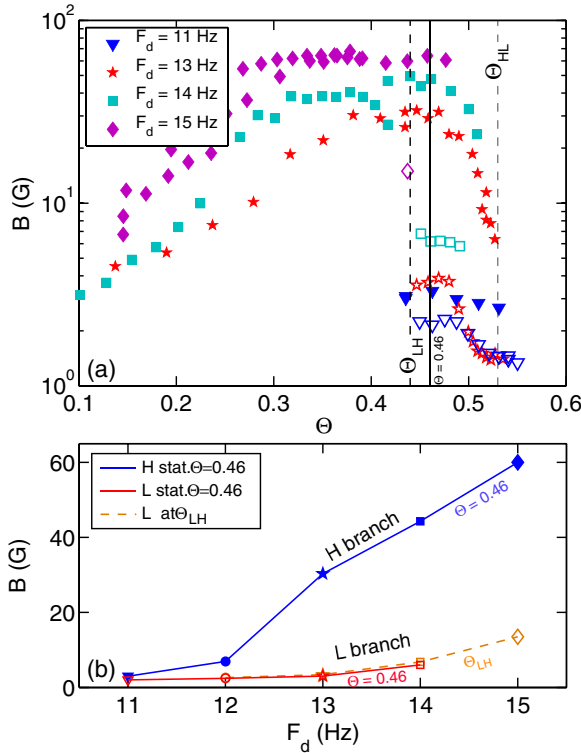 F_d = 11 Hz
F_d = 13 Hz
F_d = 14 Hz
F_d = 15 Hz
10^2
10^1
10^0
B (G)
(a)
Θ_LH
Θ = 0.46
Θ_HL
0.1 0.2 0.3 0.4 0.5 0.6
Θ
H stat.Θ=0.46
L stat.Θ=0.46
L atΘ_LH
60
40
20
0
B (G)
H branch
Θ = 0.46
L branch
Θ_LH
Θ = 0.46
(b)
11 12 13 14 15
F_d (Hz)